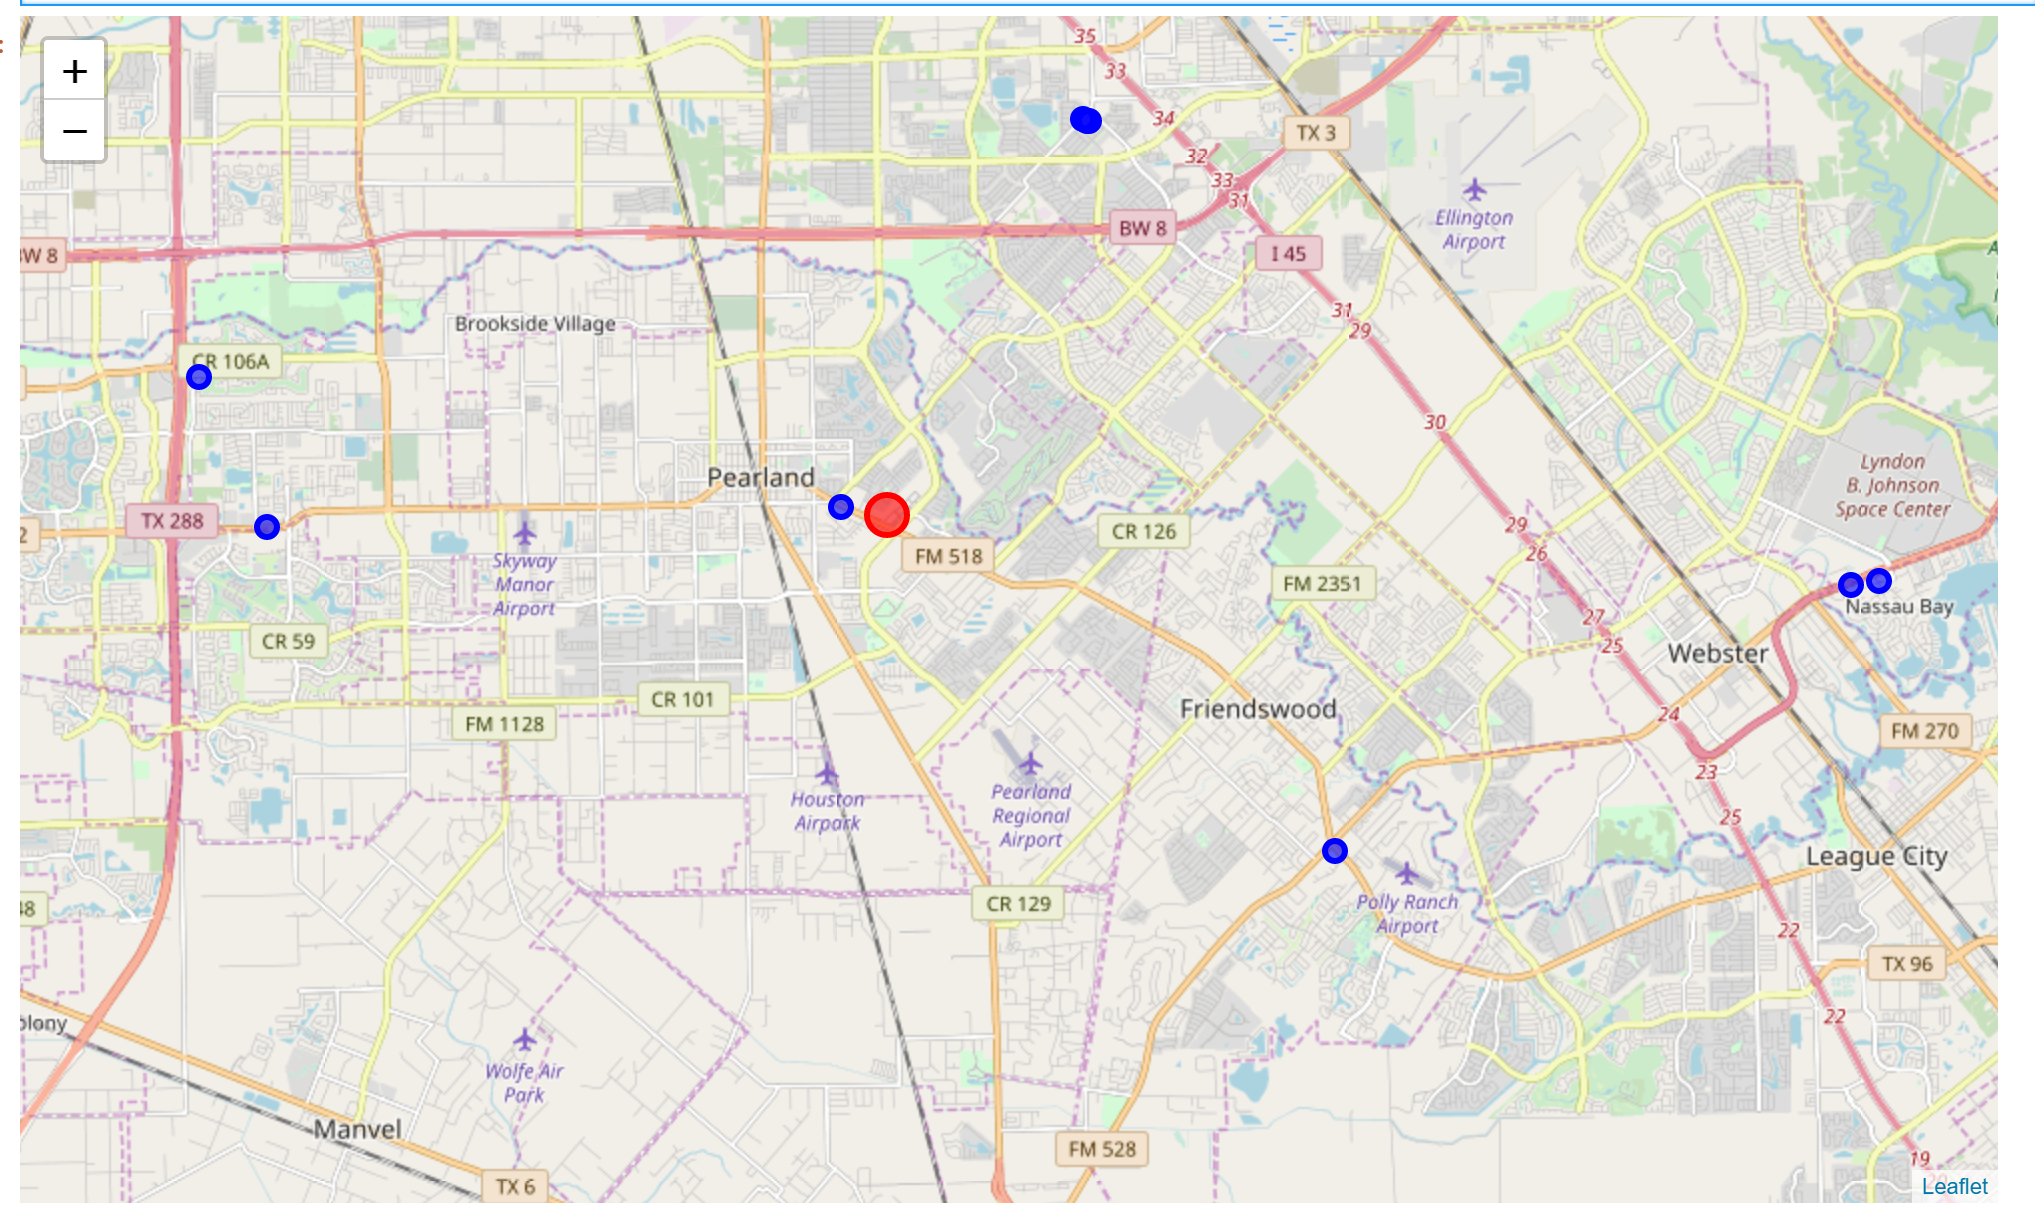 +
−
35
33
34
TX 3
32
33
31
Ellington
Airport
BW 8
I 45
BW 8
31
29
Brookside Village
CR 106A
30
Lyndon
B. Johnson
Space Center
Pearland
TX 288
29
CR 126
2
26
FM 518
Skyway
Manor
Airport
FM 2351
Nassau Bay
27
25
CR 59
Webster
CR 101
Friendswood
24
FM 1128
FM 270
23
Houston
Airpark
Pearland
Regional
Airport
25
League City
CR 129
48
Polly Ranch
Airport
22
TX 96
olony
22
Wolfe Air
Park
Manvel
FM 528
19
TX 6
Leaflet